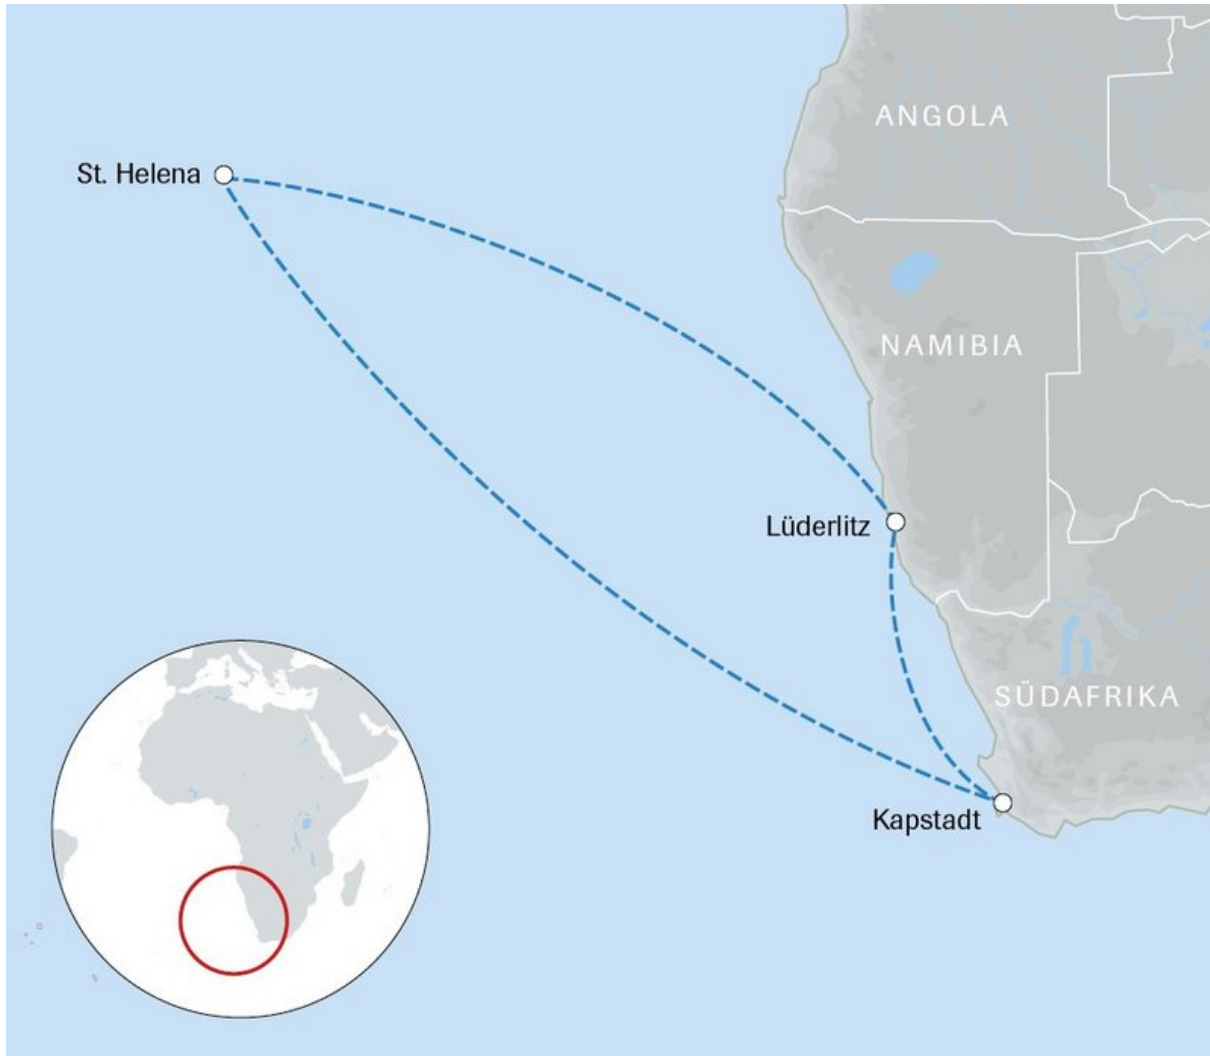 ANGOLA
St. Helena
NAMIBIA
Lüderlitz
SÜDAFRIKA
Kapstadt